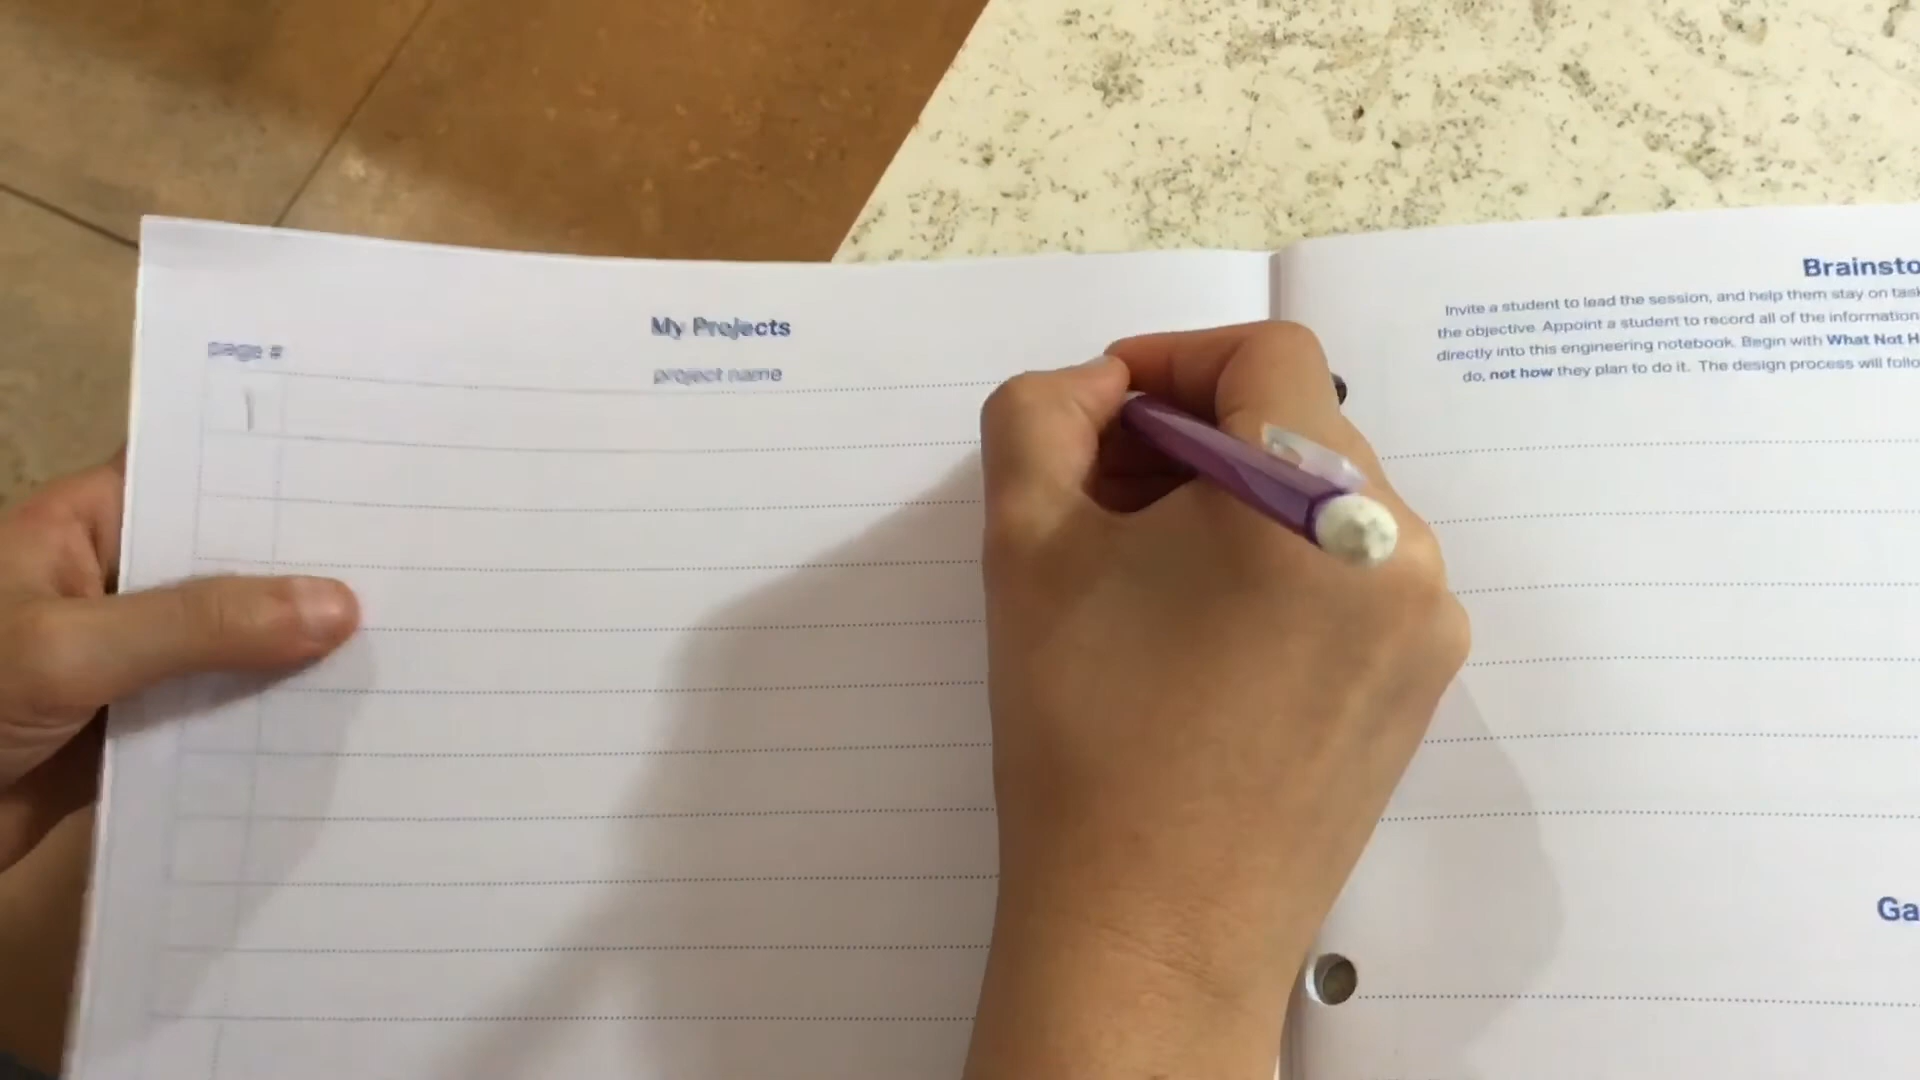 My Projects
page #
project name
1
Brainsto
Invite a student to lead the session, and help them stay on task
the objective. Appoint a student to record all of the information
directly into this engineering notebook. Begin with What Not H
do, not how they plan to do it. The design process will follo
Ga